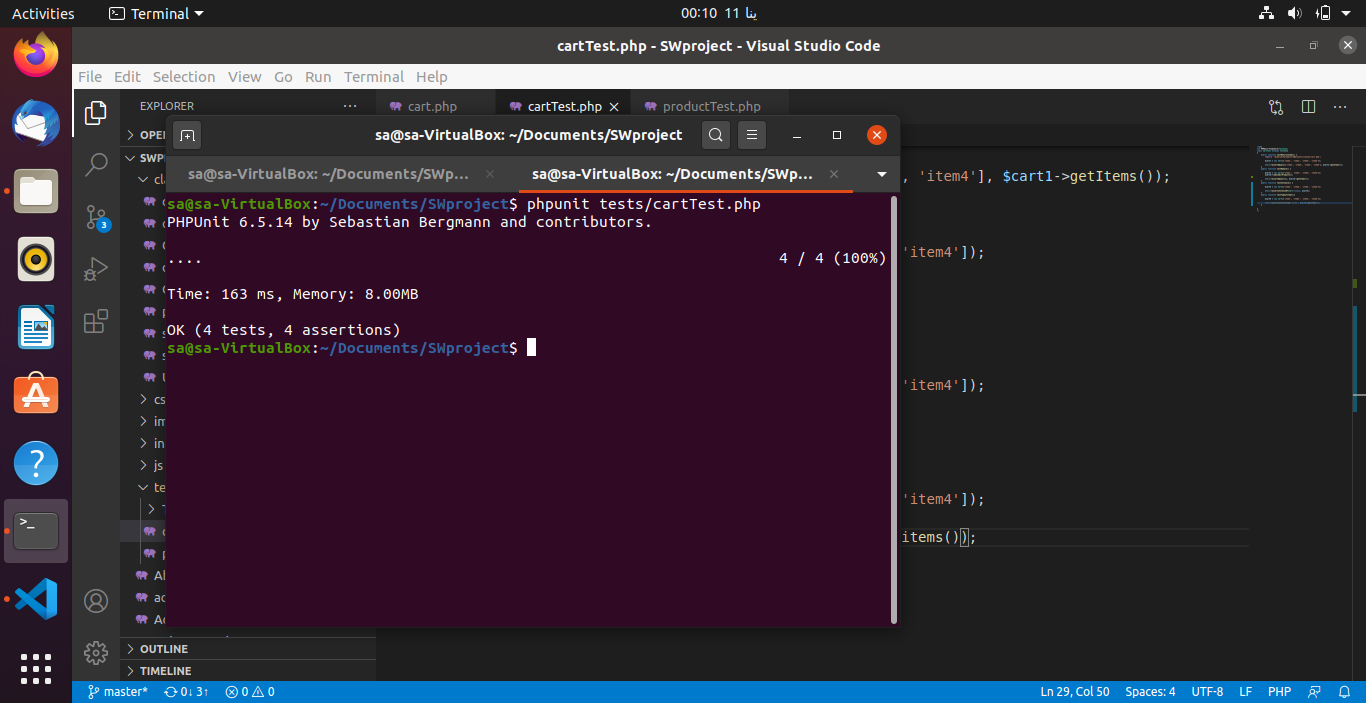 Activities
Terminal
00:10 11 ينا
cartTest.php - SWproject - Visual Studio Code
File Edit Selection View Go Run Terminal Help
EXPLORER
cart.php
cartTest.php
productTest.php
sa@sa-VirtualBox: ~/Documents/SWproject
sa@sa-VirtualBox: ~/Documents/SWp...
sa@sa-VirtualBox: ~/Documents/SWp...
sa@sa-VirtualBox:~/Documents/SWproject$ phpunit tests/cartTest.php
PHPUnit 6.5.14 by Sebastian Bergmann and contributors.
.... 4 / 4 (100%)
Time: 163 ms, Memory: 8.00MB
OK (4 tests, 4 assertions)
sa@sa-VirtualBox:~/Documents/SWproject$
, 'item4'], $cart1->getItems());
'item4']);
'item4']);
'item4']);
items());
OPE
SWP
cla
cs
im
in
js
te
Al
ac
Ac
3
OUTLINE
TIMELINE
master*
0↓ 3↑
0
0
Ln 29, Col 50
Spaces: 4
UTF-8
LF
PHP